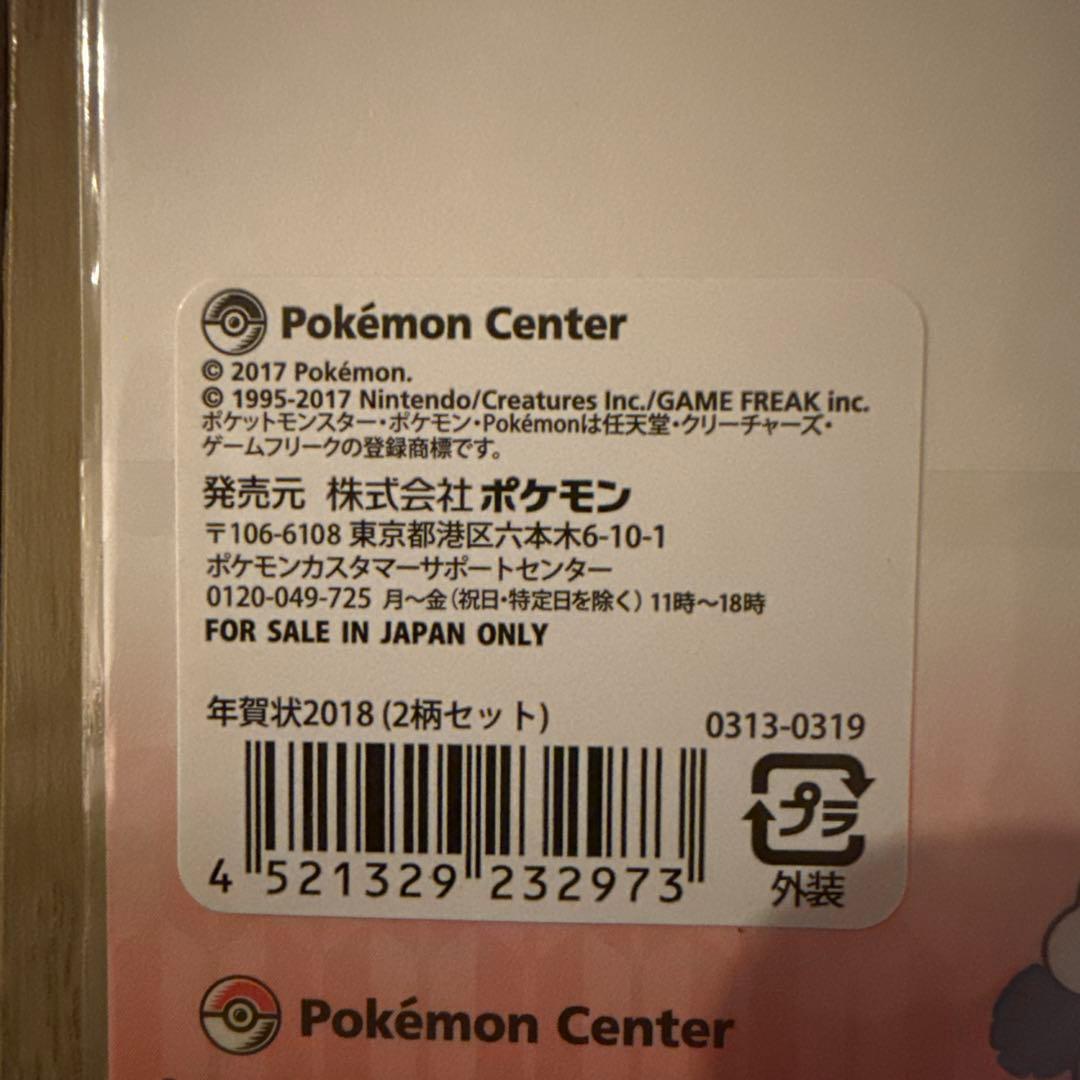 Pokémon Center
© 2017 Pokémon.
© 1995-2017 Nintendo/Creatures Inc./GAME FREAK inc.
ポケットモンスター・ポケモン・Pokémonは任天堂・クリーチャーズ・
ゲームフリークの登録商標です。
発売元 株式会社ポケモン
〒106-6108 東京都港区六本木6-10-1
ポケモンカスタマーサポートセンター
0120-049-725 月～金(祝日・特定日を除く) 11時～18時
FOR SALE IN JAPAN ONLY
年賀状2018(2柄セット) 0313-0319
4 521329 232973
プラ
外装
Pokémon Center